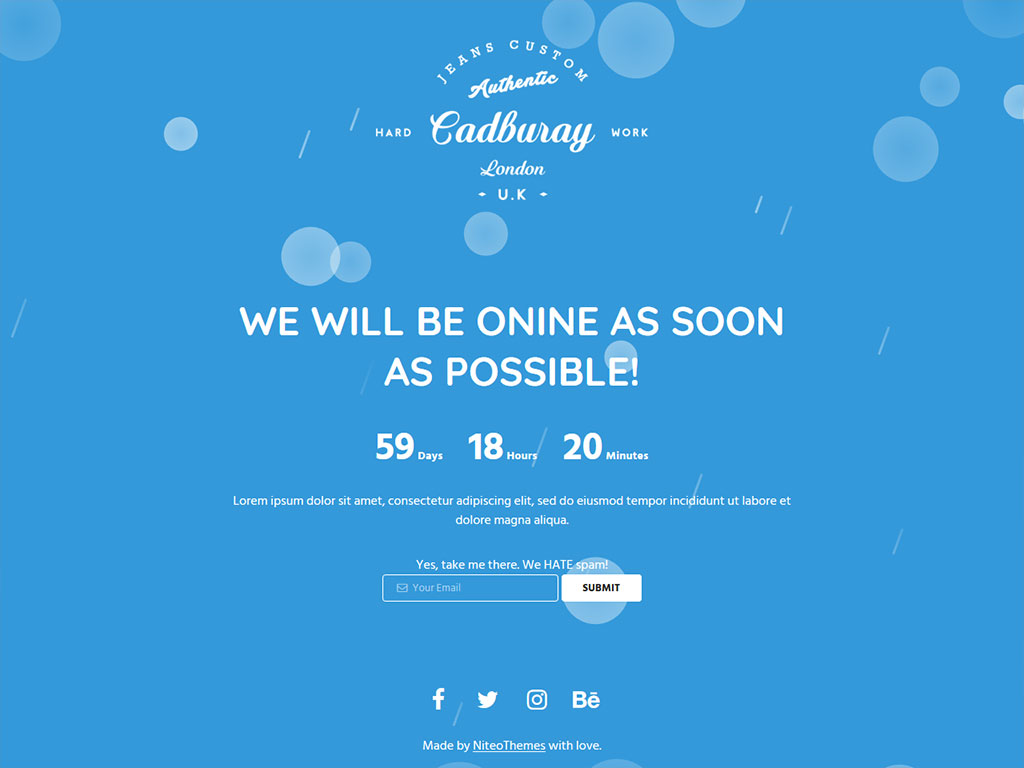 JEANS CUSTOM
Authentic
HARD Cadburay WORK
London
U.K
WE WILL BE ONINE AS SOON
AS POSSIBLE!
59 Days 18 Hours 20 Minutes
Lorem ipsum dolor sit amet, consectetur adipiscing elit, sed do eiusmod tempor incididunt ut labore et
dolore magna aliqua.
Yes, take me there. We HATE spam!
Your Email SUBMIT
Bē
Made by NiteoThemes with love.